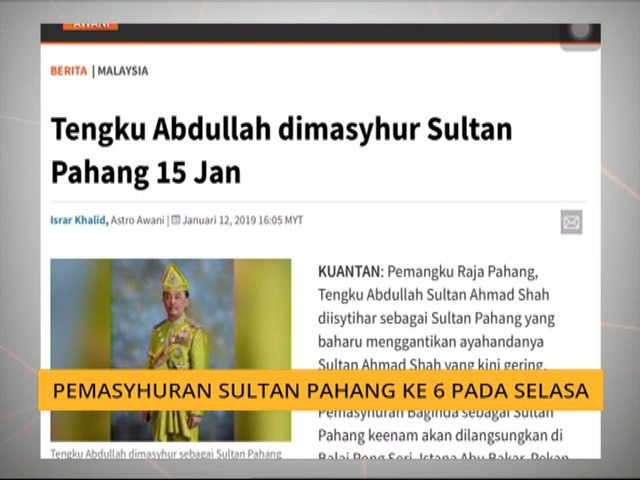 AWANI
BERITA | MALAYSIA
Tengku Abdullah dimasyhur Sultan
Pahang 15 Jan
Israr Khalid, Astro Awani | Januari 12, 2019 16:05 MYT
KUANTAN: Pemangku Raja Pahang,
Tengku Abdullah Sultan Ahmad Shah
diisytihar sebagai Sultan Pahang yang
baharu menggantikan ayahandanya
Sultan Ahmad Shah yang kini gering.
PEMASYHURAN SULTAN PAHANG KE 6 PADA SELASA
Pemasyhuran Baginda sebagai Sultan
Pahang keenam akan dilangsungkan di
Balai Rong Seri, Istana Abu Bakar, Pekan
Tengku Abdullah dimasyhur sebagai Sultan Pahang